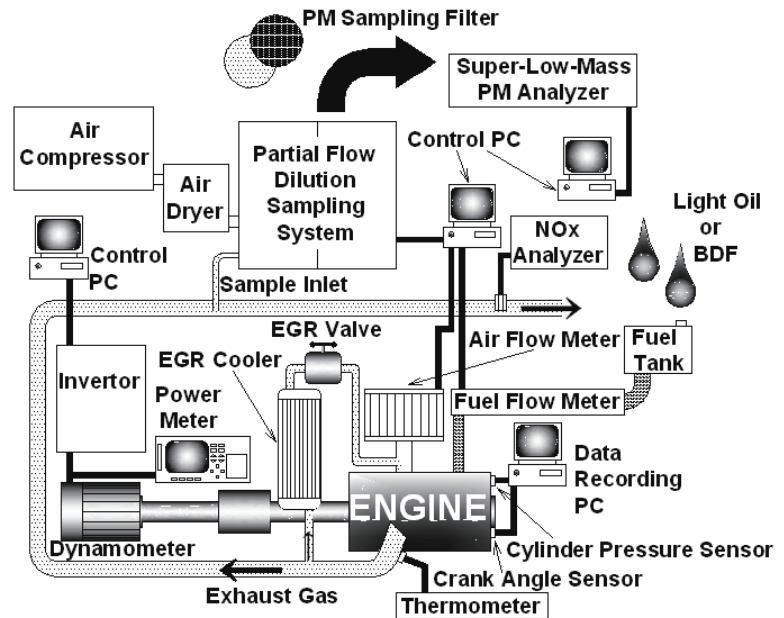 PM Sampling Filter
Super-Low-Mass
PM Analyzer
Air
Compressor
Air
Dryer
Partial Flow
Dilution
Sampling
System
Control PC
Light Oil
or
BDF
NOx
Analyzer
Control
PC
Sample Inlet
EGR Valve
Air Flow Meter
EGR Cooler
Fuel
Tank
Invertor
Power
Meter
Fuel Flow Meter
Data
Recording
PC
ENGINE
Dynamometer
Cylinder Pressure Sensor
Crank Angle Sensor
Exhaust Gas
Thermometer